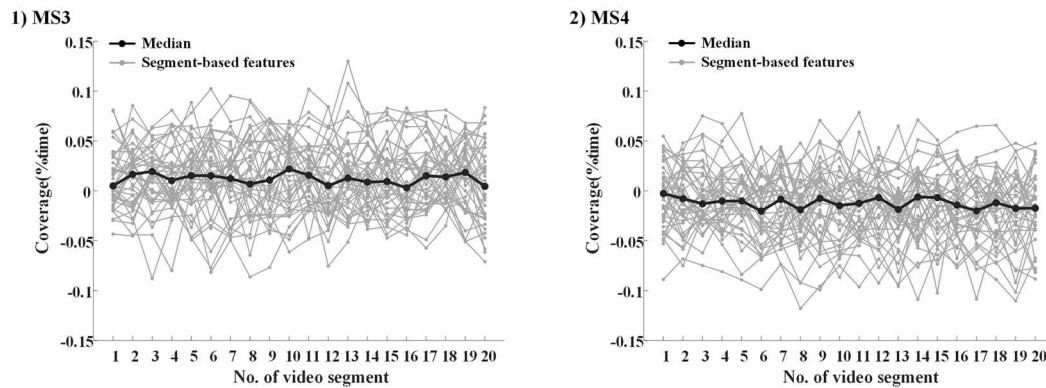 1) MS3
Median
Segment-based features
Coverage(%time)
0.15
0.1
0.05
0
-0.05
-0.1
-0.15
1 2 3 4 5 6 7 8 9 10 11 12 13 14 15 16 17 18 19 20
No. of video segment
2) MS4
Median
Segment-based features
Coverage(%time)
0.15
0.1
0.05
0
-0.05
-0.1
-0.15
1 2 3 4 5 6 7 8 9 10 11 12 13 14 15 16 17 18 19 20
No. of video segment